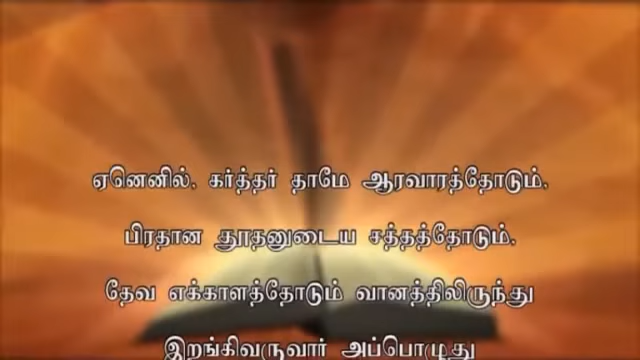 ஏனெனில், கர்த்தர் தாமே ஆரவாரத்தோடும்,
பிரதான தூதனுடைய சத்தத்தோடும்,
தேவ எக்காளத்தோடும் வானத்திலிருந்து
இறங்கிவருவார் அப்பொழுது